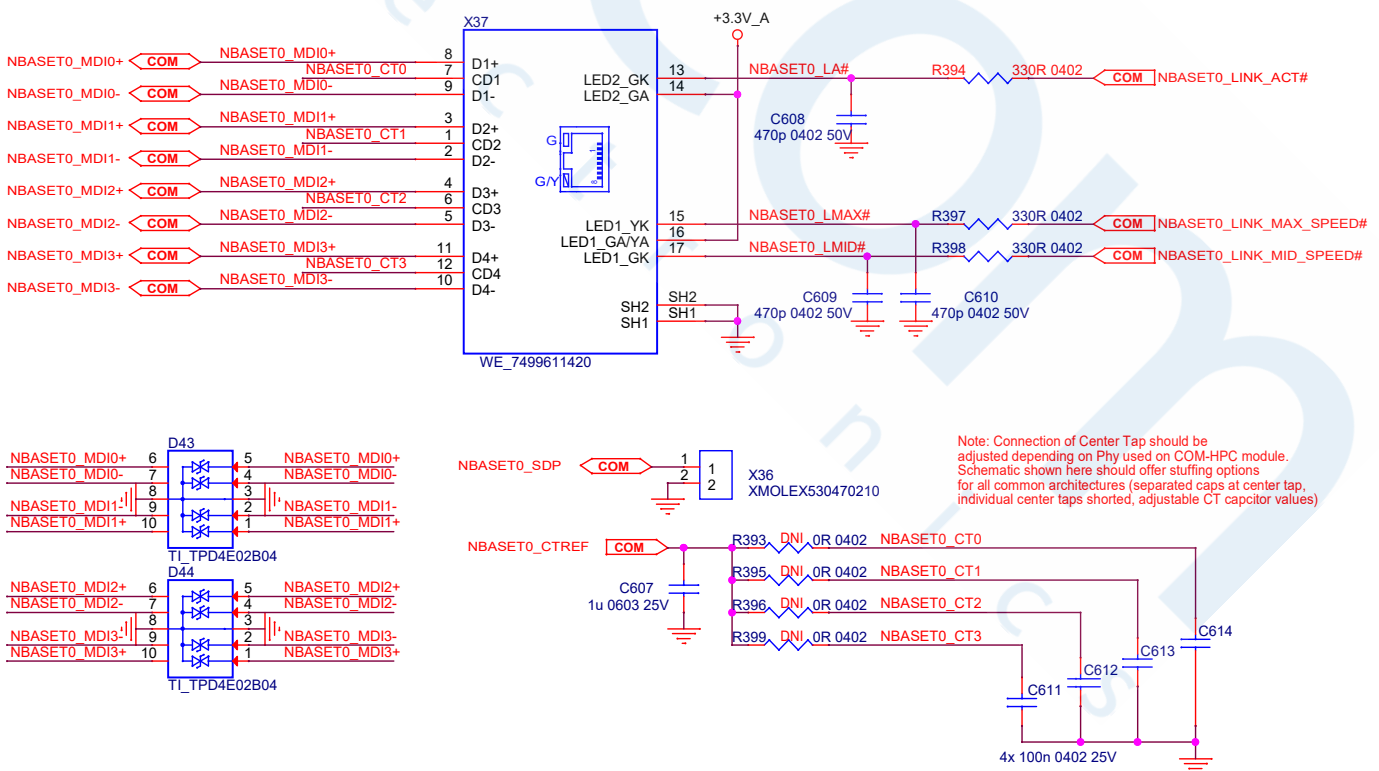 X37
+3.3V_A
NBASET0_MDI0+ COM NBASET0_MDI0+ 8 D1+
NBASET0_CT0 7 CD1
NBASET0_MDI0- COM NBASET0_MDI0- 9 D1-
NBASET0_MDI1+ COM NBASET0_MDI1+ 3 D2+
NBASET0_CT1 1 CD2
NBASET0_MDI1- COM NBASET0_MDI1- 2 D2-
NBASET0_MDI2+ COM NBASET0_MDI2+ 4 D3+
NBASET0_CT2 6 CD3
NBASET0_MDI2- COM NBASET0_MDI2- 5 D3-
NBASET0_MDI3+ COM NBASET0_MDI3+ 11 D4+
NBASET0_CT3 12 CD4
NBASET0_MDI3- COM NBASET0_MDI3- 10 D4-
G
G/Y
1
8
LED2_GK 13 NBASET0_LA# R394 330R 0402 COM NBASET0_LINK_ACT#
LED2_GA 14
C608
470p 0402 50V
LED1_YK 15 NBASET0_LMAX# R397 330R 0402 COM NBASET0_LINK_MAX_SPEED#
LED1_GA/YA 16
LED1_GK 17 NBASET0_LMID# R398 330R 0402 COM NBASET0_LINK_MID_SPEED#
C609
470p 0402 50V
C610
470p 0402 50V
SH2 SH2
SH1 SH1
WE_7499611420
D43
NBASET0_MDI0+ 6 5 NBASET0_MDI0+
NBASET0_MDI0- 7 4 NBASET0_MDI0-
8 3
NBASET0_MDI1- 9 2 NBASET0_MDI1-
NBASET0_MDI1+ 10 1 NBASET0_MDI1+
TI_TPD4E02B04
D44
NBASET0_MDI2+ 6 5 NBASET0_MDI2+
NBASET0_MDI2- 7 4 NBASET0_MDI2-
8 3
NBASET0_MDI3- 9 2 NBASET0_MDI3-
NBASET0_MDI3+ 10 1 NBASET0_MDI3+
TI_TPD4E02B04
NBASET0_SDP COM 1 1
2 2
X36
XMOLEX530470210
Note: Connection of Center Tap should be
adjusted depending on Phy used on COM-HPC module.
Schematic shown here should offer stuffing options
for all common architectures (separated caps at center tap,
individual center taps shorted, adjustable CT capcitor values)
NBASET0_CTREF COM
C607
1u 0603 25V
R393 DNI 0R 0402 NBASET0_CT0
R395 DNI 0R 0402 NBASET0_CT1
R396 DNI 0R 0402 NBASET0_CT2
R399 DNI 0R 0402 NBASET0_CT3
C614
C613
C612
C611
4x 100n 0402 25V